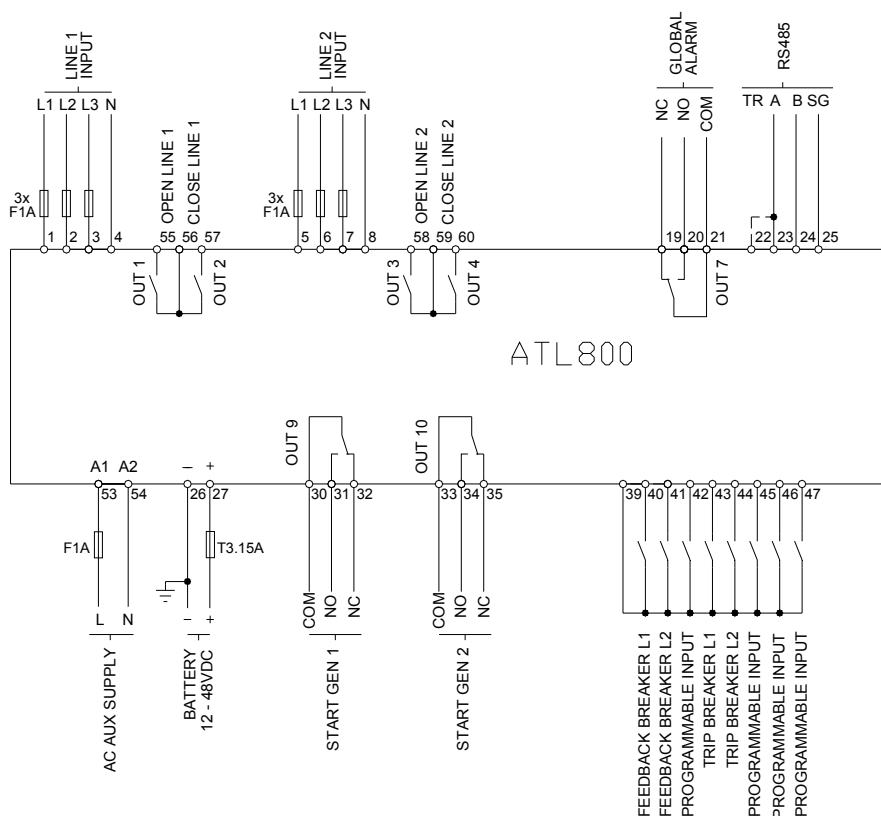 LINE 1
INPUT
LINE 2
INPUT
GLOBAL
ALARM
RS485
L1 L2 L3 N
OPEN LINE 1
CLOSE LINE 1
L1 L2 L3 N
OPEN LINE 2
CLOSE LINE 2
NC
NO
COM
TR A B SG
3x
F1A
3x
F1A
1 2 3 4 55 56 57 5 6 7 8 58 59 60 19 20 21 22 23 24 25
OUT 1
OUT 2
OUT 3
OUT 4
OUT 7
ATL800
OUT 9
OUT 10
A1 A2 – +
53 54 26 27 30 31 32 33 34 35 39 40 41 42 43 44 45 46 47
F1A
T3.15A
L N – +
COM
NO
NC
COM
NO
NC
AC AUX SUPPLY
BATTERY
12 - 48VDC
START GEN 1
START GEN 2
FEEDBACK BREAKER L1
FEEDBACK BREAKER L2
PROGRAMMABLE INPUT
TRIP BREAKER L1
TRIP BREAKER L2
PROGRAMMABLE INPUT
PROGRAMMABLE INPUT
PROGRAMMABLE INPUT